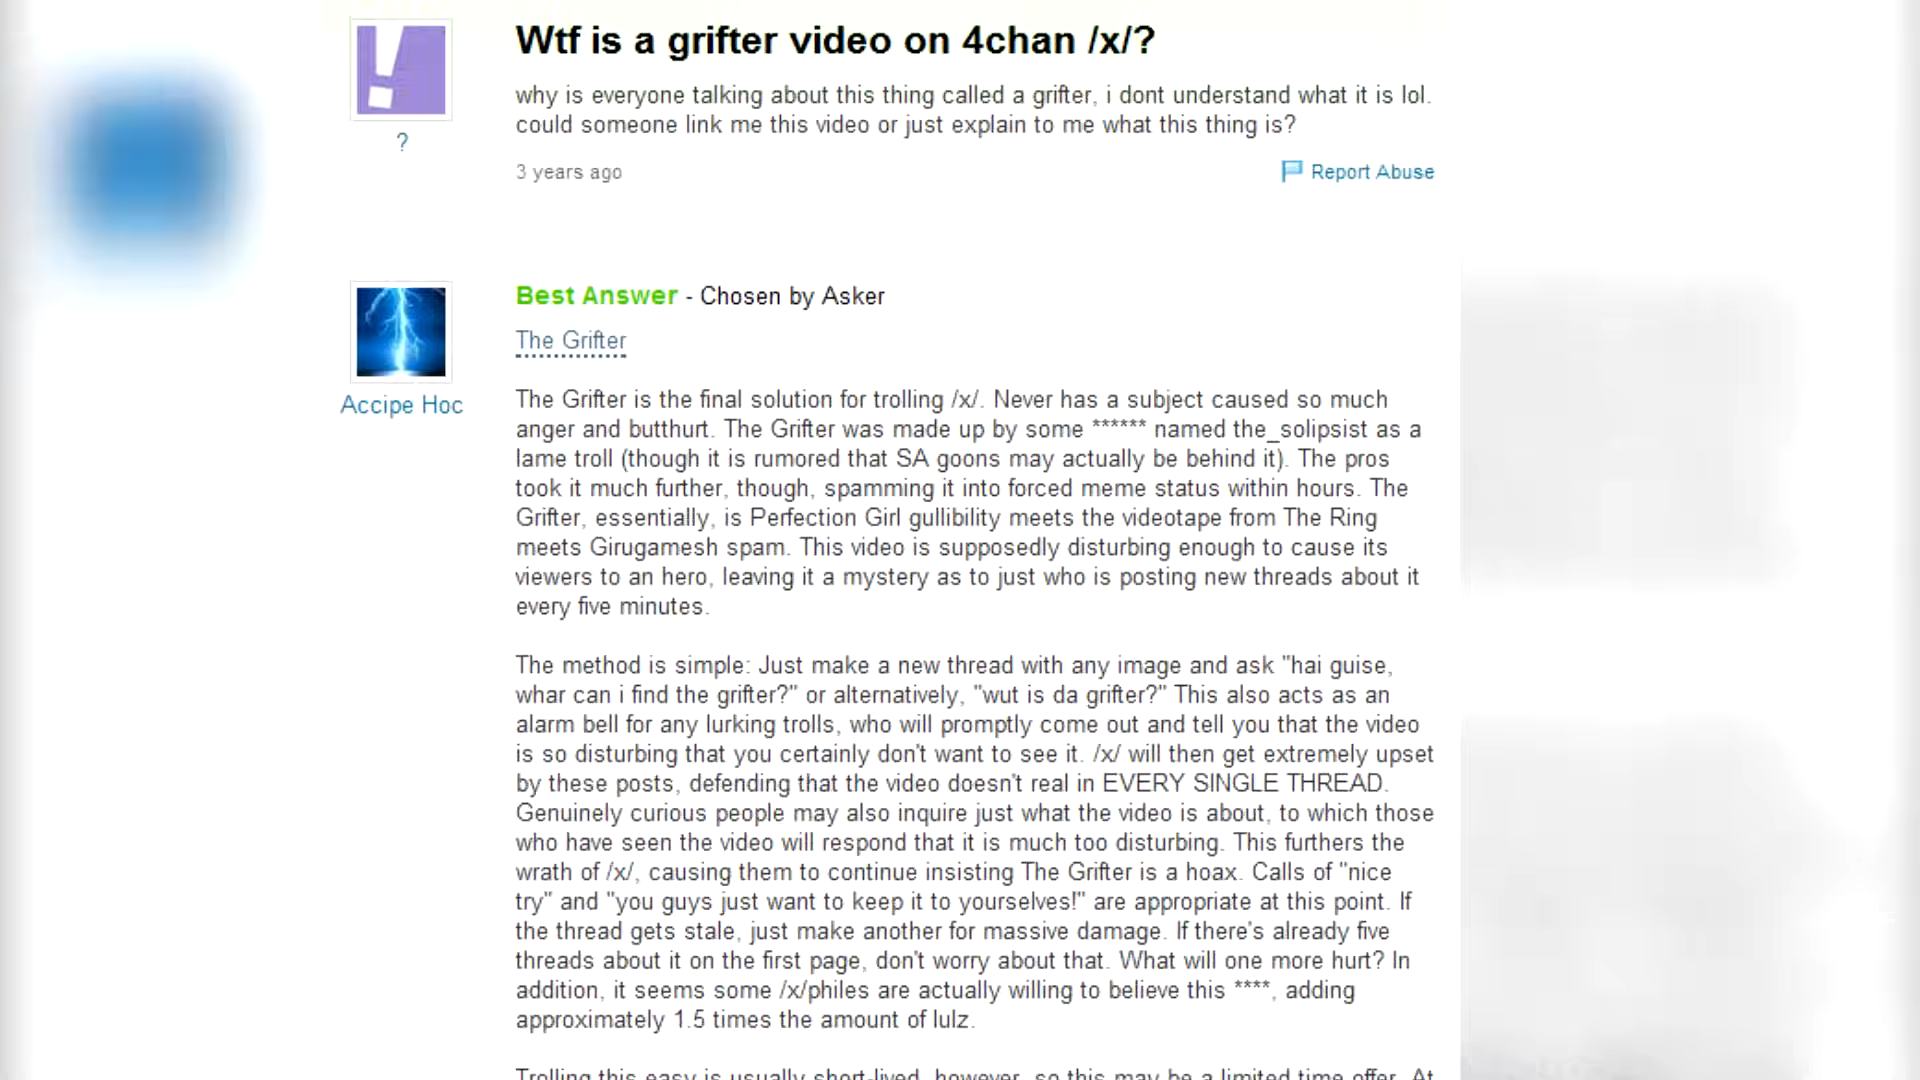 Wtf is a grifter video on 4chan /x/?
why is everyone talking about this thing called a grifter, i dont understand what it is lol.
could someone link me this video or just explain to me what this thing is?
?
3 years ago
Report Abuse
Best Answer - Chosen by Asker
The Grifter
Accipe Hoc
The Grifter is the final solution for trolling /x/. Never has a subject caused so much
anger and butthurt. The Grifter was made up by some ****** named the_solipsist as a
lame troll (though it is rumored that SA goons may actually be behind it). The pros
took it much further, though, spamming it into forced meme status within hours. The
Grifter, essentially, is Perfection Girl gullibility meets the videotape from The Ring
meets Girugamesh spam. This video is supposedly disturbing enough to cause its
viewers to an hero, leaving it a mystery as to just who is posting new threads about it
every five minutes.
The method is simple: Just make a new thread with any image and ask "hai guise,
whar can i find the grifter?" or alternatively, "wut is da grifter?" This also acts as an
alarm bell for any lurking trolls, who will promptly come out and tell you that the video
is so disturbing that you certainly don't want to see it. /x/ will then get extremely upset
by these posts, defending that the video doesn't real in EVERY SINGLE THREAD.
Genuinely curious people may also inquire just what the video is about, to which those
who have seen the video will respond that it is much too disturbing. This furthers the
wrath of /x/, causing them to continue insisting The Grifter is a hoax. Calls of "nice
try" and "you guys just want to keep it to yourselves!" are appropriate at this point. If
the thread gets stale, just make another for massive damage. If there's already five
threads about it on the first page, don't worry about that. What will one more hurt? In
addition, it seems some /x/philes are actually willing to believe this ****, adding
approximately 1.5 times the amount of lulz.
Trolling this easy is usually short-lived, however, so this may be a limited time offer. At